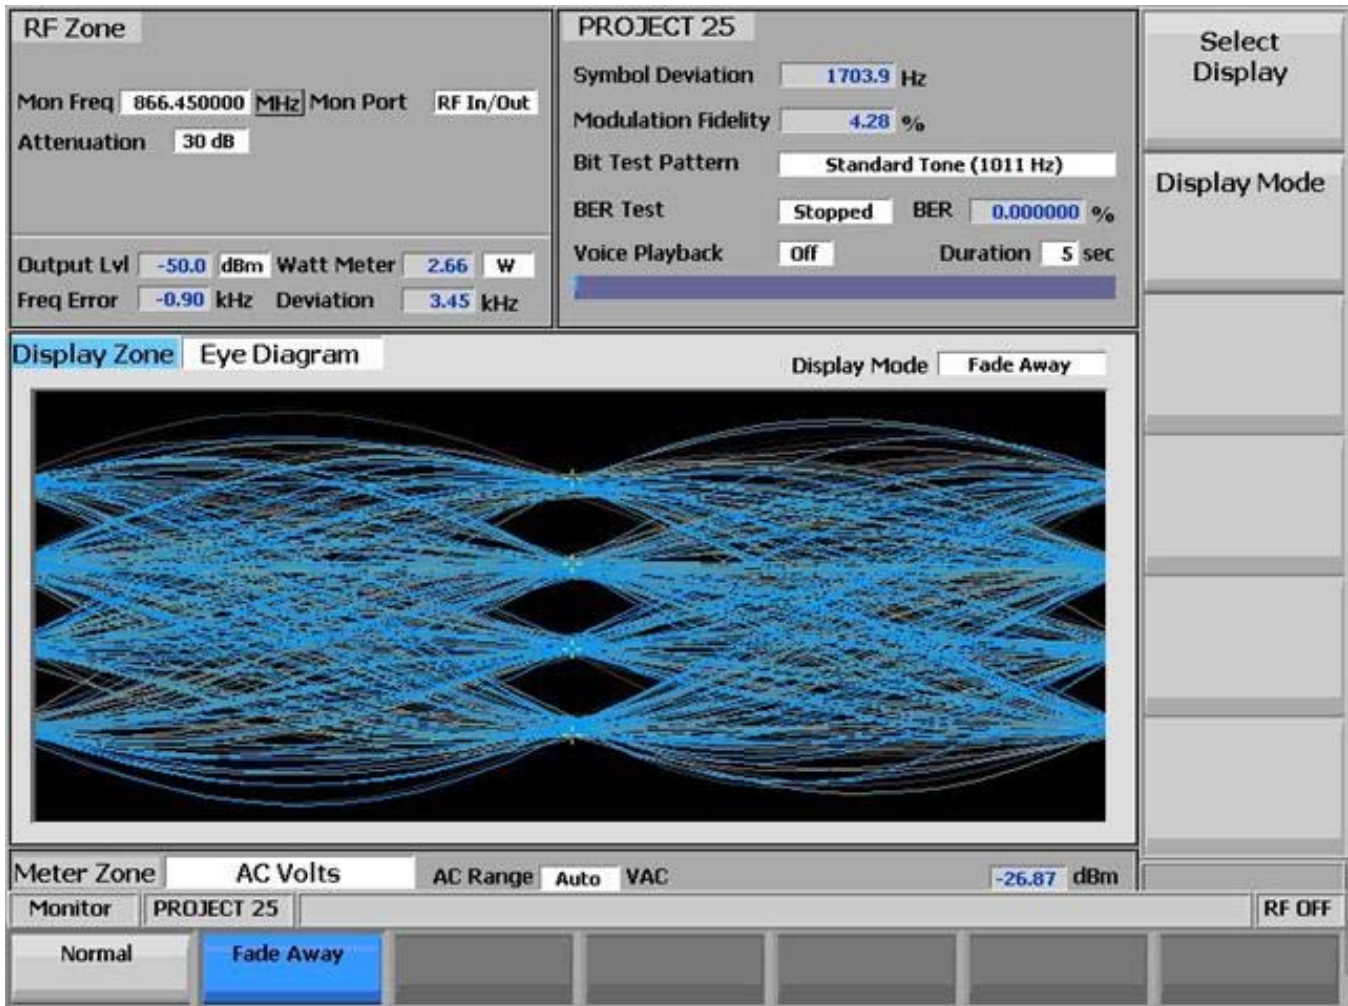 RF Zone
Mon Freq 866.450000 MHz Mon Port RF In/Out
Attenuation 30 dB
Output Lvl -50.0 dBm Watt Meter 2.66 W
Freq Error -0.90 kHz Deviation 3.45 kHz
PROJECT 25
Symbol Deviation 1703.9 Hz
Modulation Fidelity 4.28 %
Bit Test Pattern Standard Tone (1011 Hz)
BER Test Stopped BER 0.000000 %
Voice Playback Off Duration 5 sec
Select
Display
Display Mode
Display Zone Eye Diagram
Display Mode Fade Away
Meter Zone AC Volts AC Range Auto VAC -26.87 dBm
Monitor PROJECT 25 RF OFF
Normal Fade Away